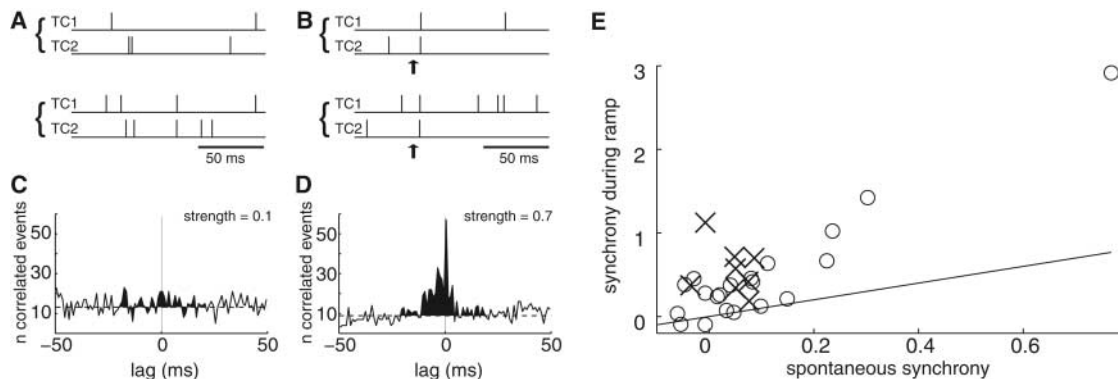 A
TC1
TC2
TC1
TC2
50 ms
B
TC1
TC2
TC1
TC2
50 ms
C
n correlated events
strength = 0.1
50
30
10
−50
0
50
lag (ms)
D
strength = 0.7
50
30
10
−50
0
50
lag (ms)
E
synchrony during ramp
3
2
1
0
0
0.2
0.4
0.6
spontaneous synchrony